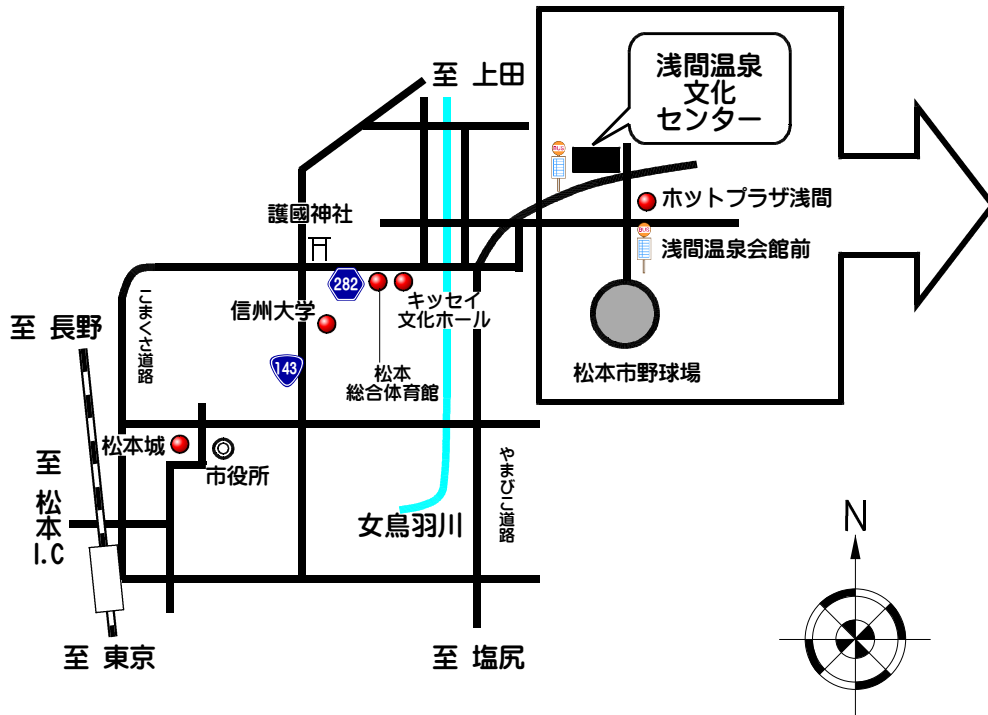 至 上田
浅間温泉
文化
センター
BUS
ホットプラザ浅間
護國神社
BUS
浅間温泉会館前
282
キッセイ
文化ホール
信州大学
こまくさ道路
至 長野
143
松本
総合体育館
松本市野球場
松本城
市役所
至 松本 I.C
やまびこ道路
女鳥羽川
N
至 東京
至 塩尻